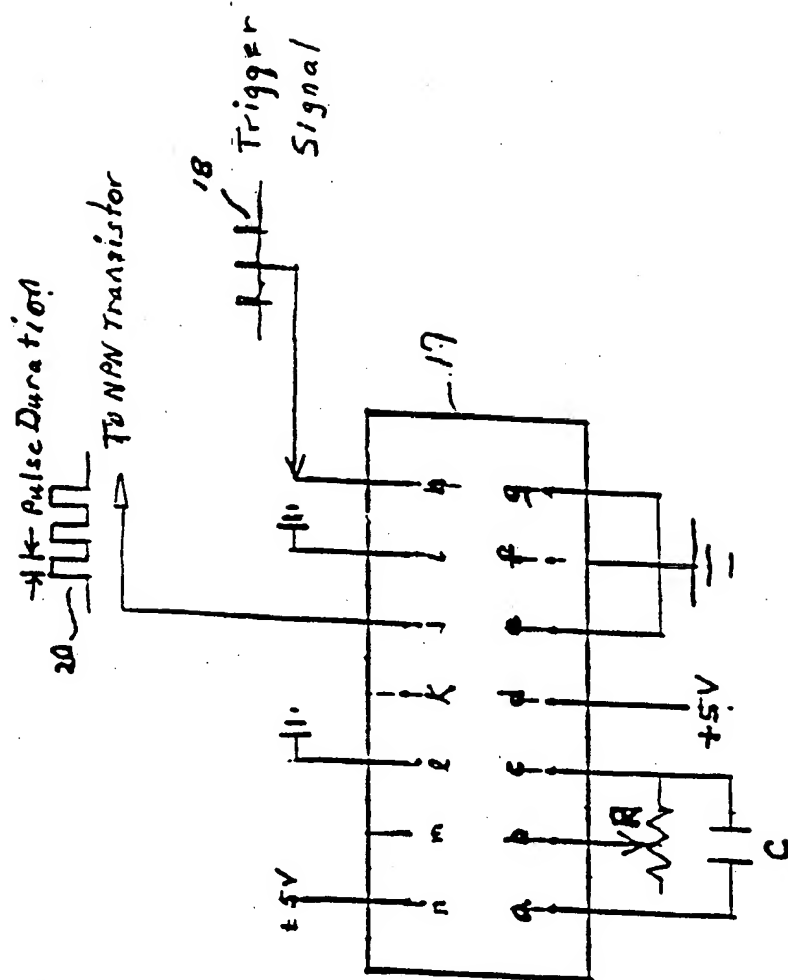 Pulse Duration
20
To NPN Transistor
18
Trigger
Signal
17
+5V
n
m
l
k
j
i
h
a
b
c
d
e
f
g
R
C
+5V